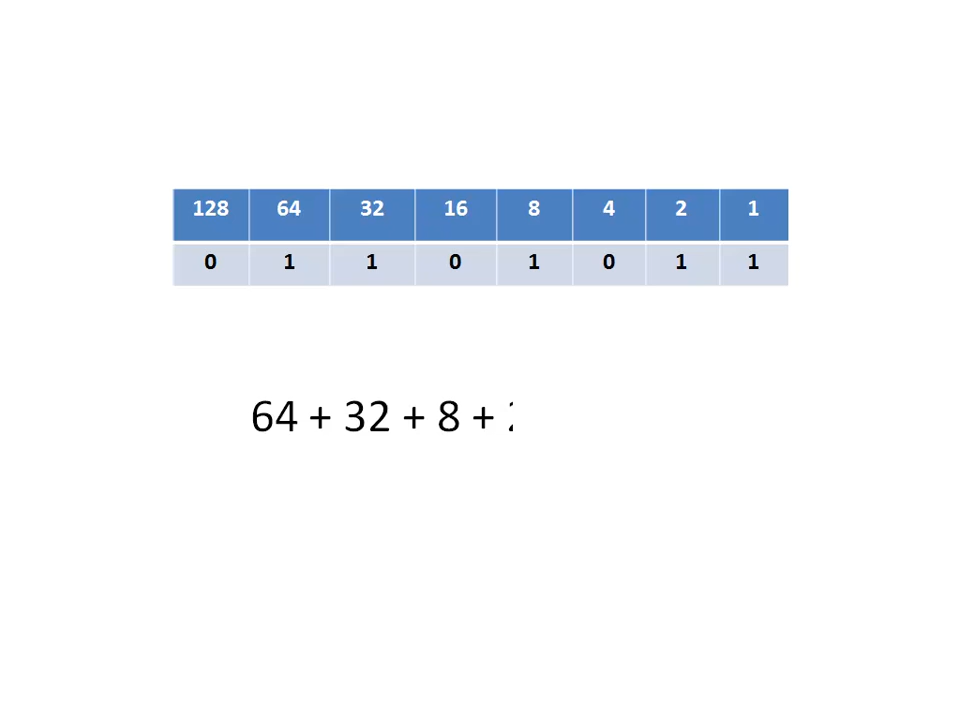 128 64 32 16 8 4 2 1
0 1 1 0 1 0 1 1
64 + 32 + 8 +